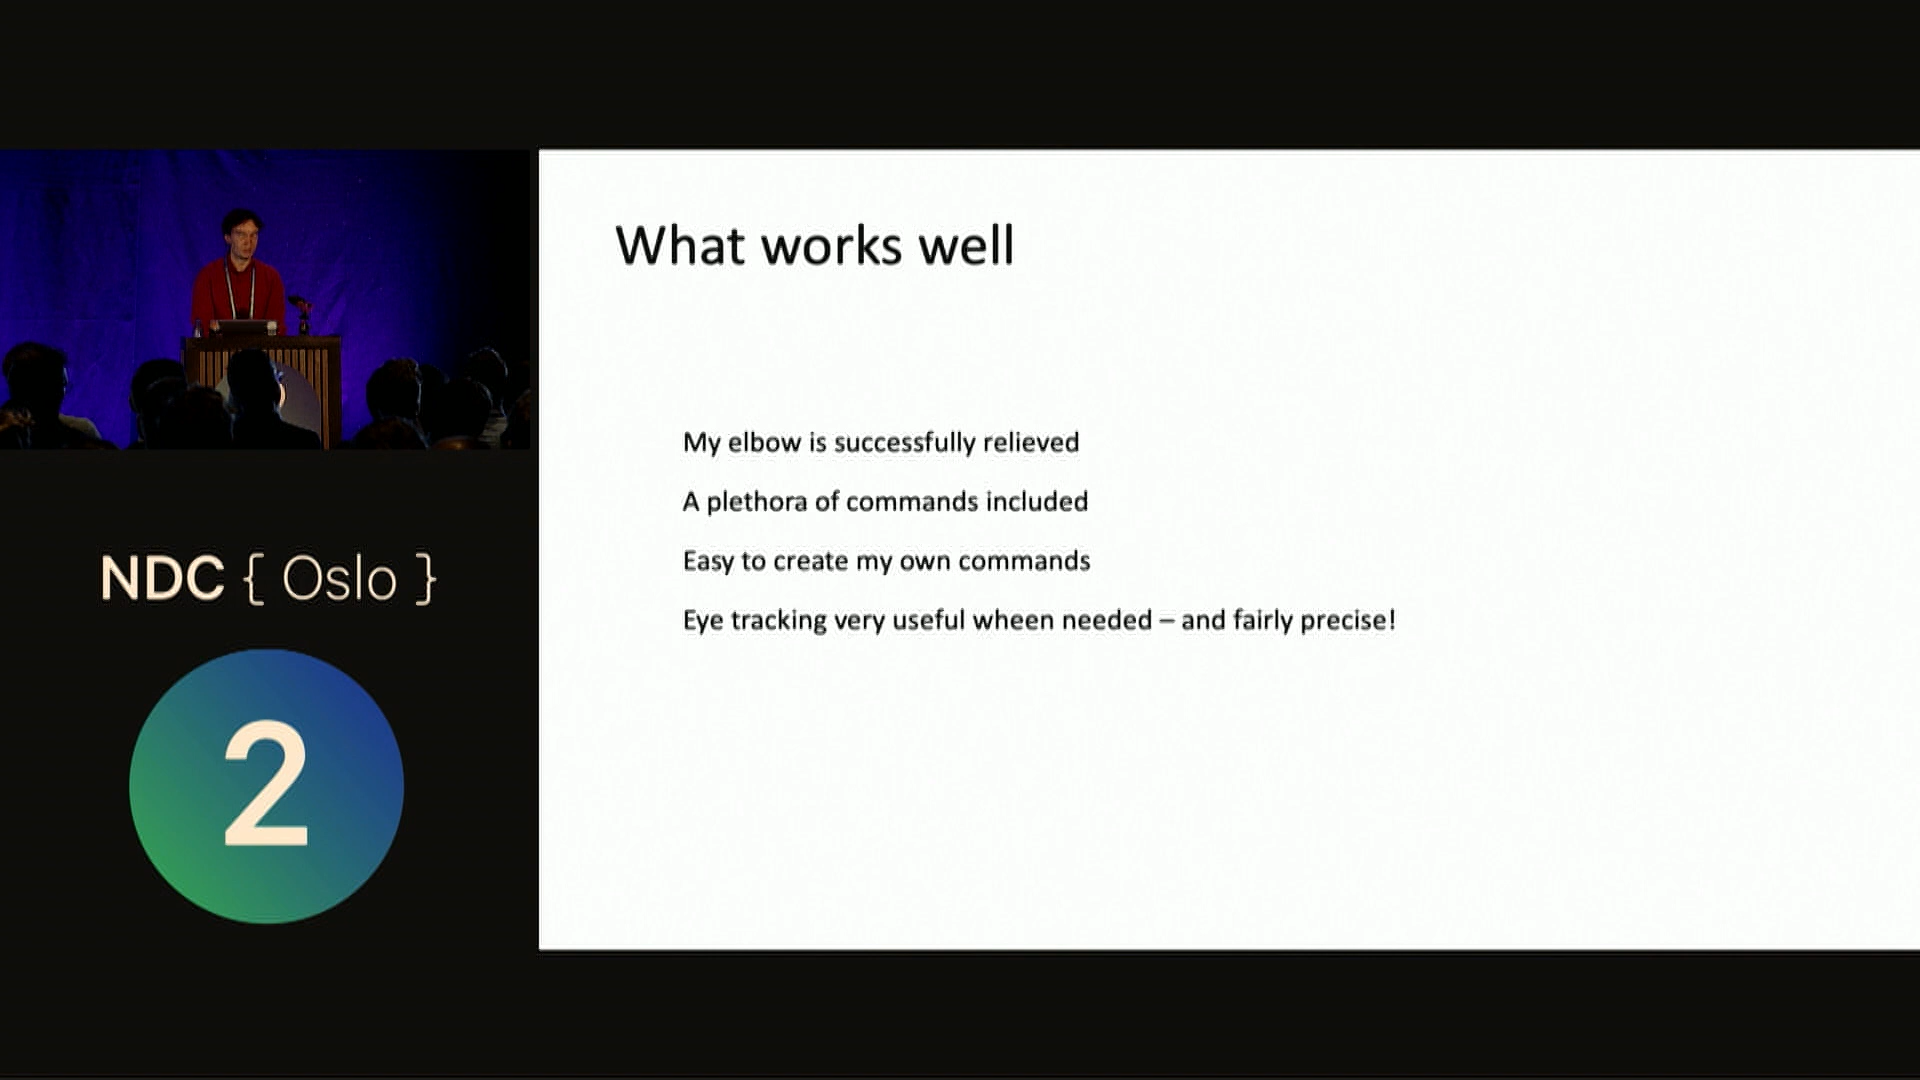 What works well
My elbow is successfully relieved
A plethora of commands included
Easy to create my own commands
Eye tracking very useful wheen needed – and fairly precise!
NDC { Oslo }
2